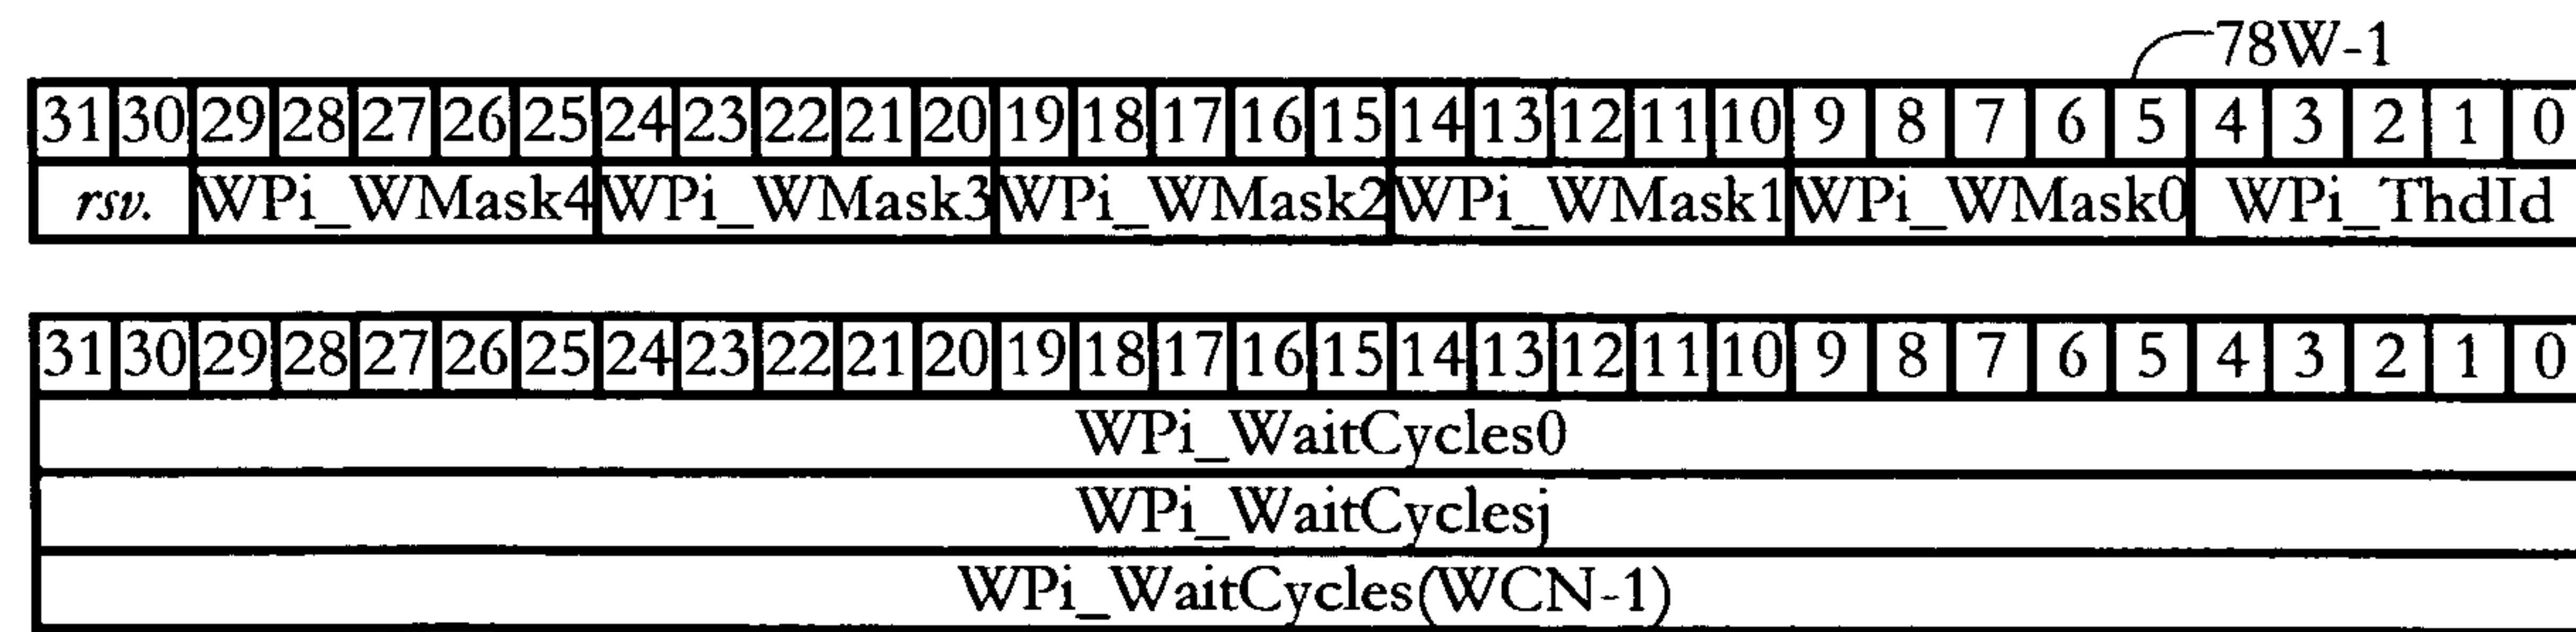 78W-1
31 30 29 28 27 26 25 24 23 22 21 20 19 18 17 16 15 14 13 12 11 10 9 8 7 6 5 4 3 2 1 0
rsv. WPi_WMask4 WPi_WMask3 WPi_WMask2 WPi_WMask1 WPi_WMask0 WPi_ThdId
31 30 29 28 27 26 25 24 23 22 21 20 19 18 17 16 15 14 13 12 11 10 9 8 7 6 5 4 3 2 1 0
WPi_WaitCycles0
WPi_WaitCyclesj
WPi_WaitCycles(WCN-1)